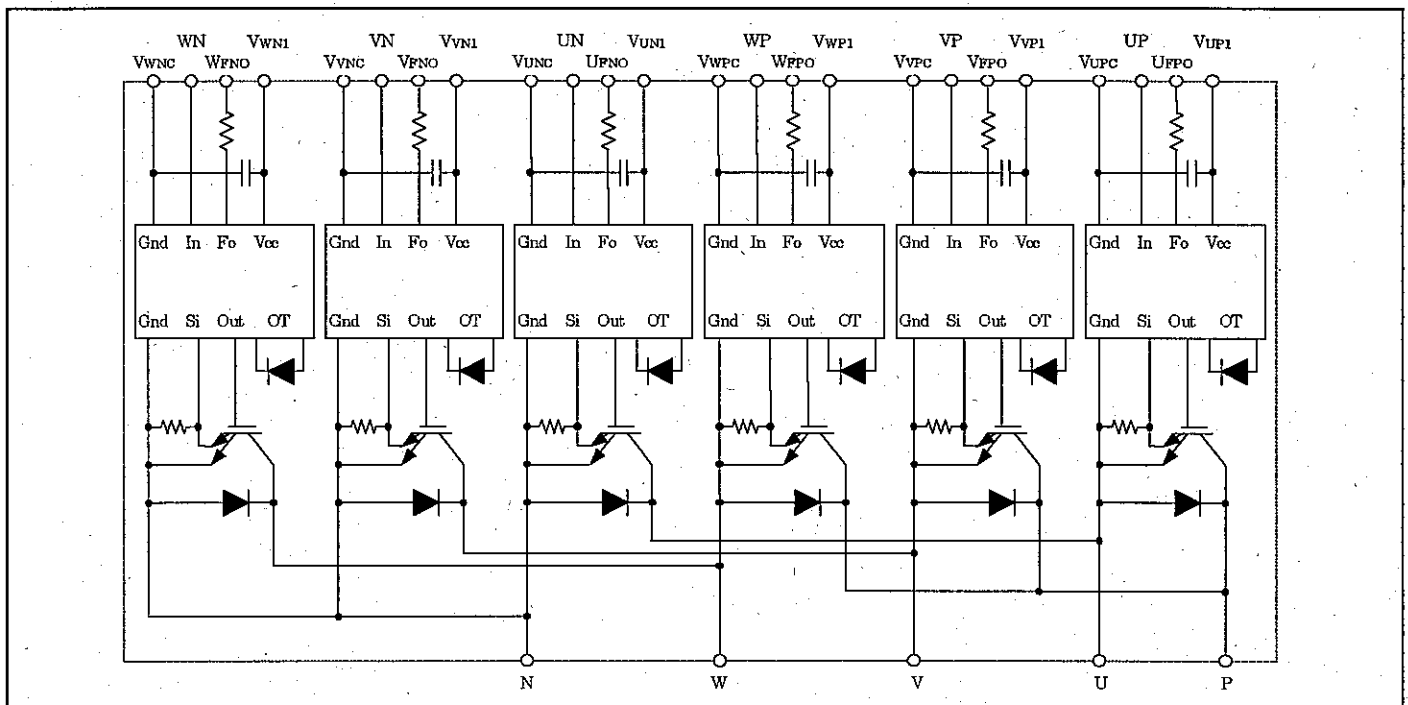 WN VWN1 VN VVN1 UN VUN1 WP VWP1 VP VVP1 UP VUP1
VWNC WFNO VVNC VFNO VUNC UFNO VWPC WFPO VVPC VFPO VUPC UFPO
Gnd In Fo Vcc Gnd In Fo Vcc Gnd In Fo Vcc Gnd In Fo Vcc Gnd In Fo Vcc Gnd In Fo Vcc
Gnd Si Out OT Gnd Si Out OT Gnd Si Out OT Gnd Si Out OT Gnd Si Out OT Gnd Si Out OT
N W V U P